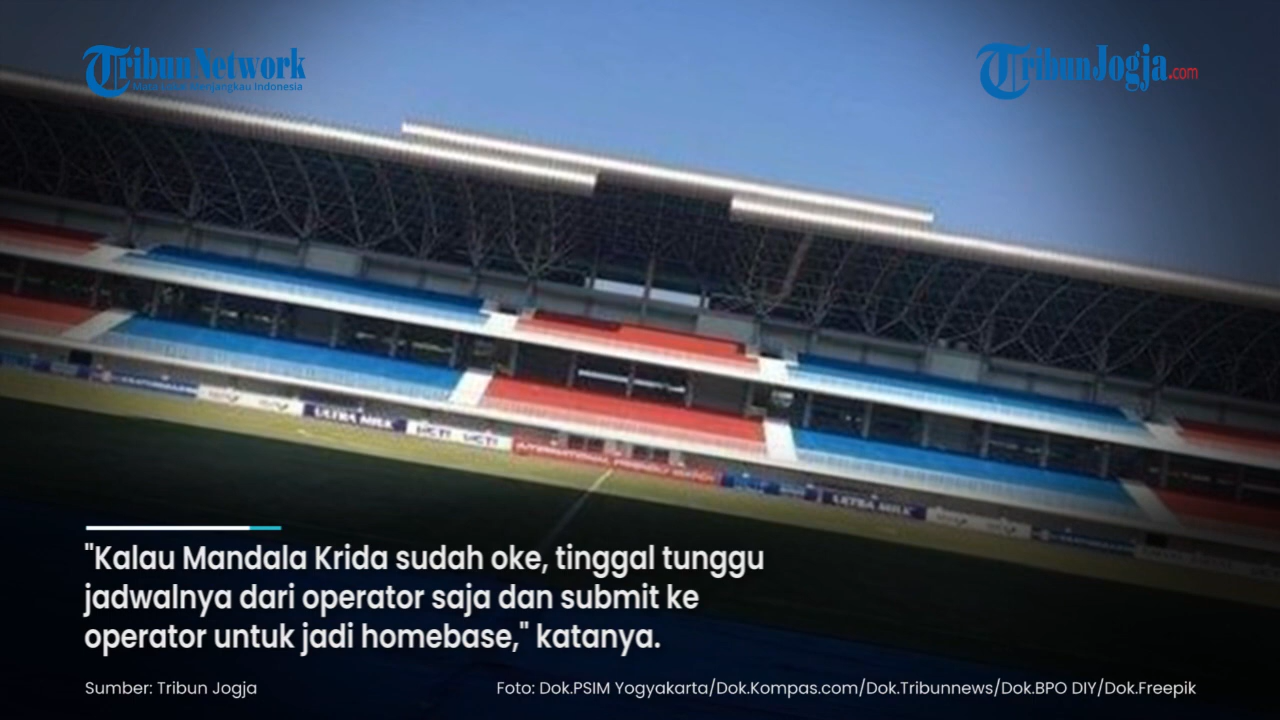 TribunNetwork
TribunJogja.com
ULTRA MILK
ULTRA MILK
"Kalau Mandala Krida sudah oke, tinggal tunggu
jadwalnya dari operator saja dan submit ke
operator untuk jadi homebase," katanya.
Sumber: Tribun Jogja
Foto: Dok.PSIM Yogyakarta/Dok.Kompas.com/Dok.Tribunnews/Dok.BPO DIY/Dok.Freepik